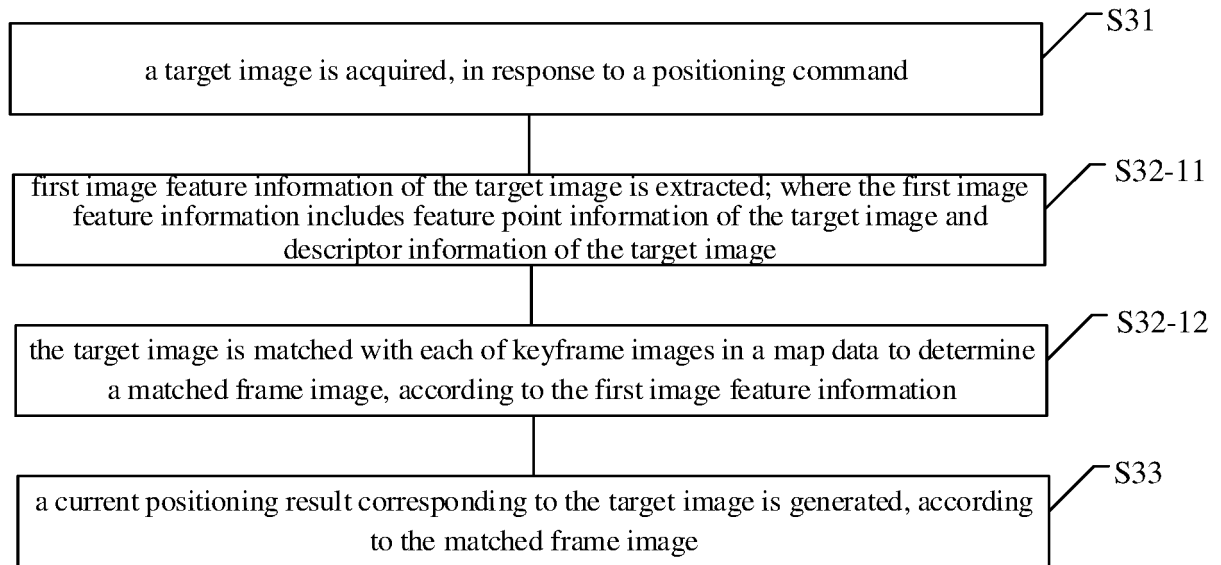 S31
a target image is acquired, in response to a positioning command
S32-11
first image feature information of the target image is extracted; where the first image
feature information includes feature point information of the target image and
descriptor information of the target image
S32-12
the target image is matched with each of keyframe images in a map data to determine
a matched frame image, according to the first image feature information
S33
a current positioning result corresponding to the target image is generated, according
to the matched frame image